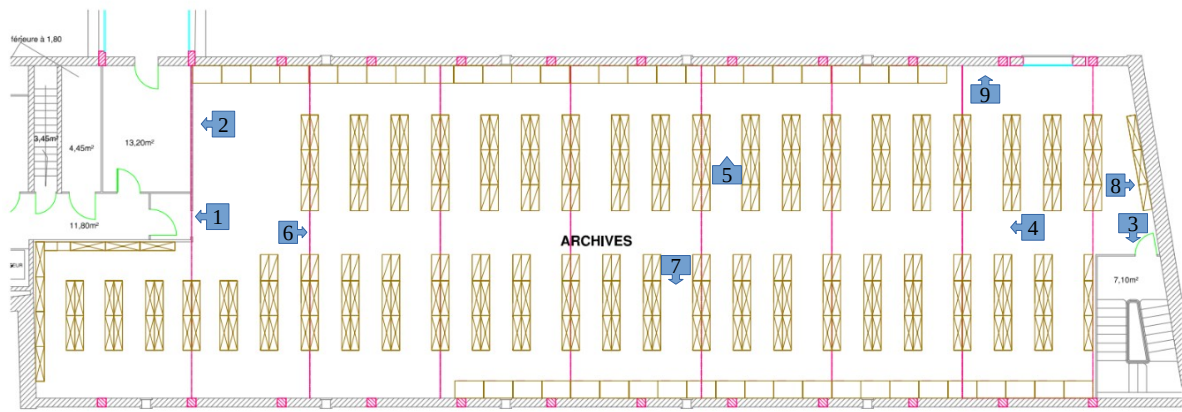 férieure à 1,80
9
2
3,45m²
4,45m²
13,20m²
5
8
1
11,80m²
6
4
3
ARCHIVES
7
7,10m²